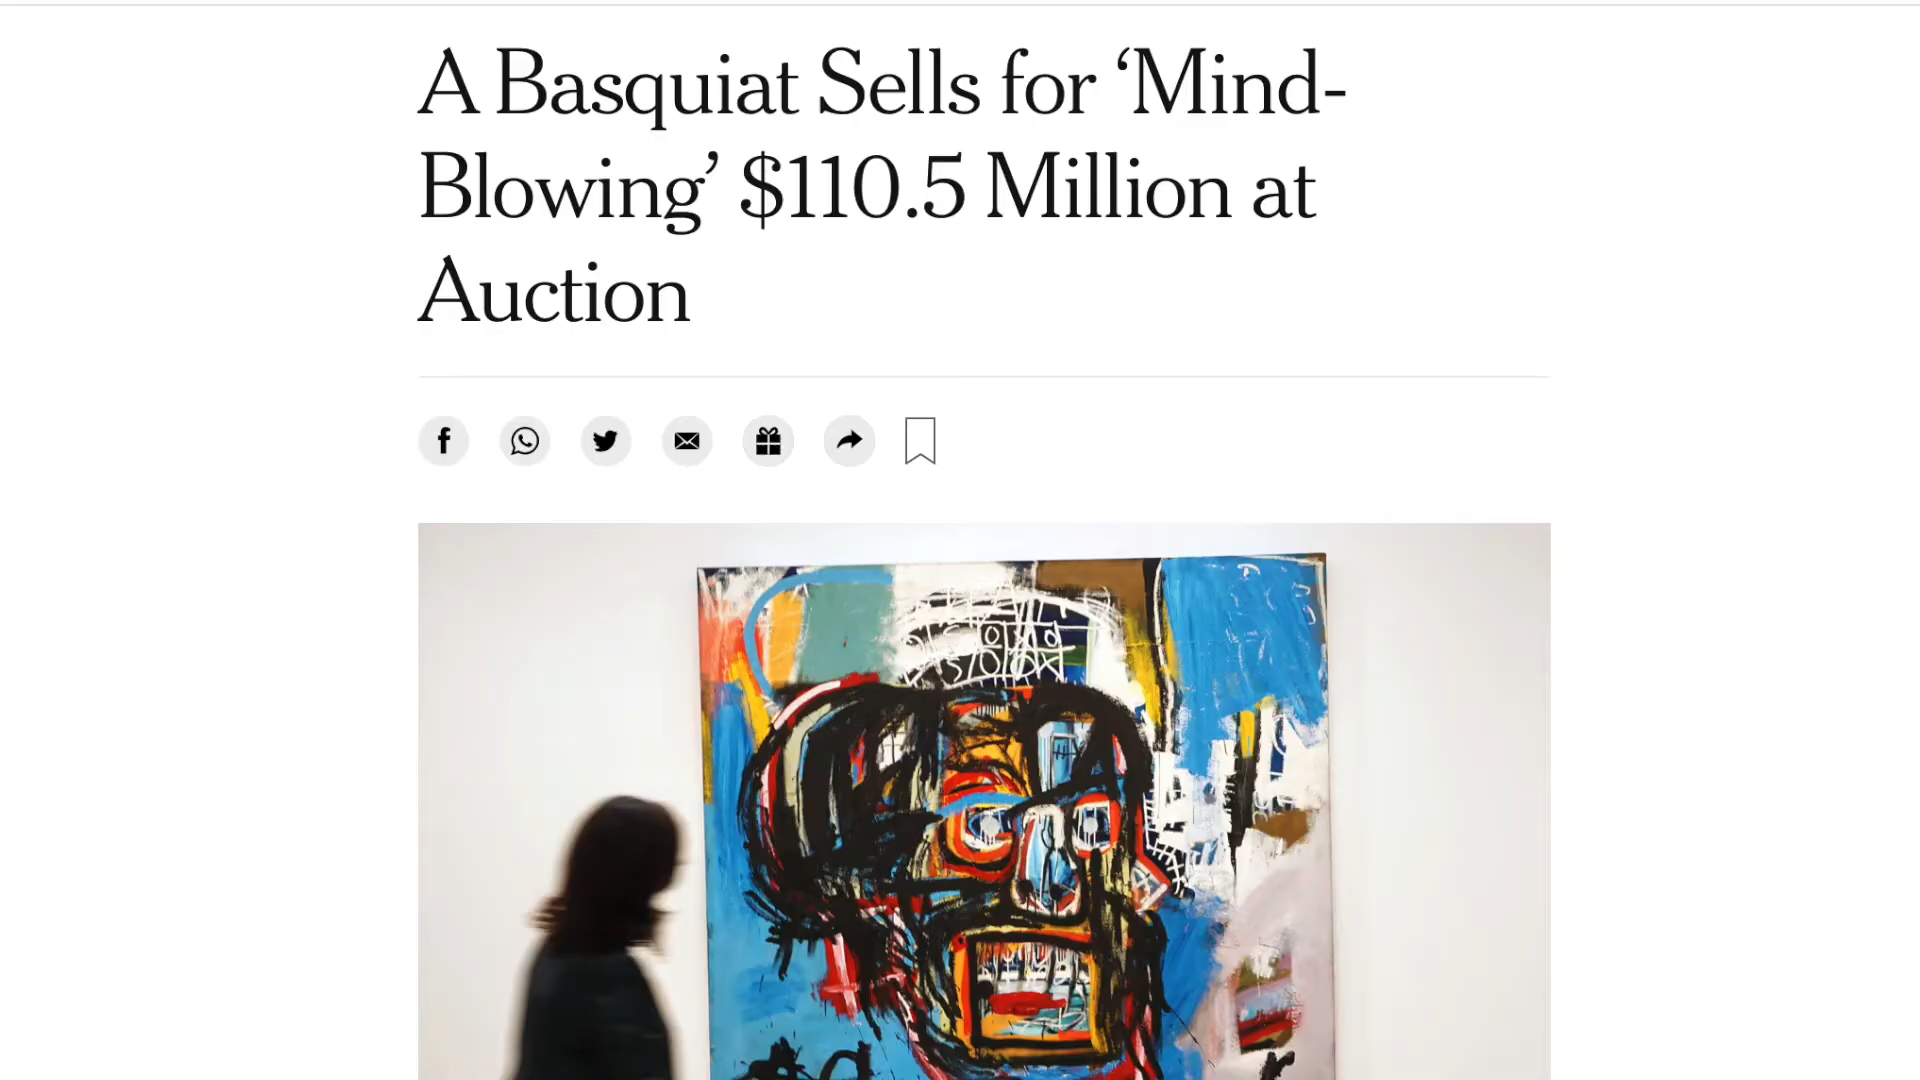 A Basquiat Sells for ‘Mind-
Blowing’ $110.5 Million at
Auction